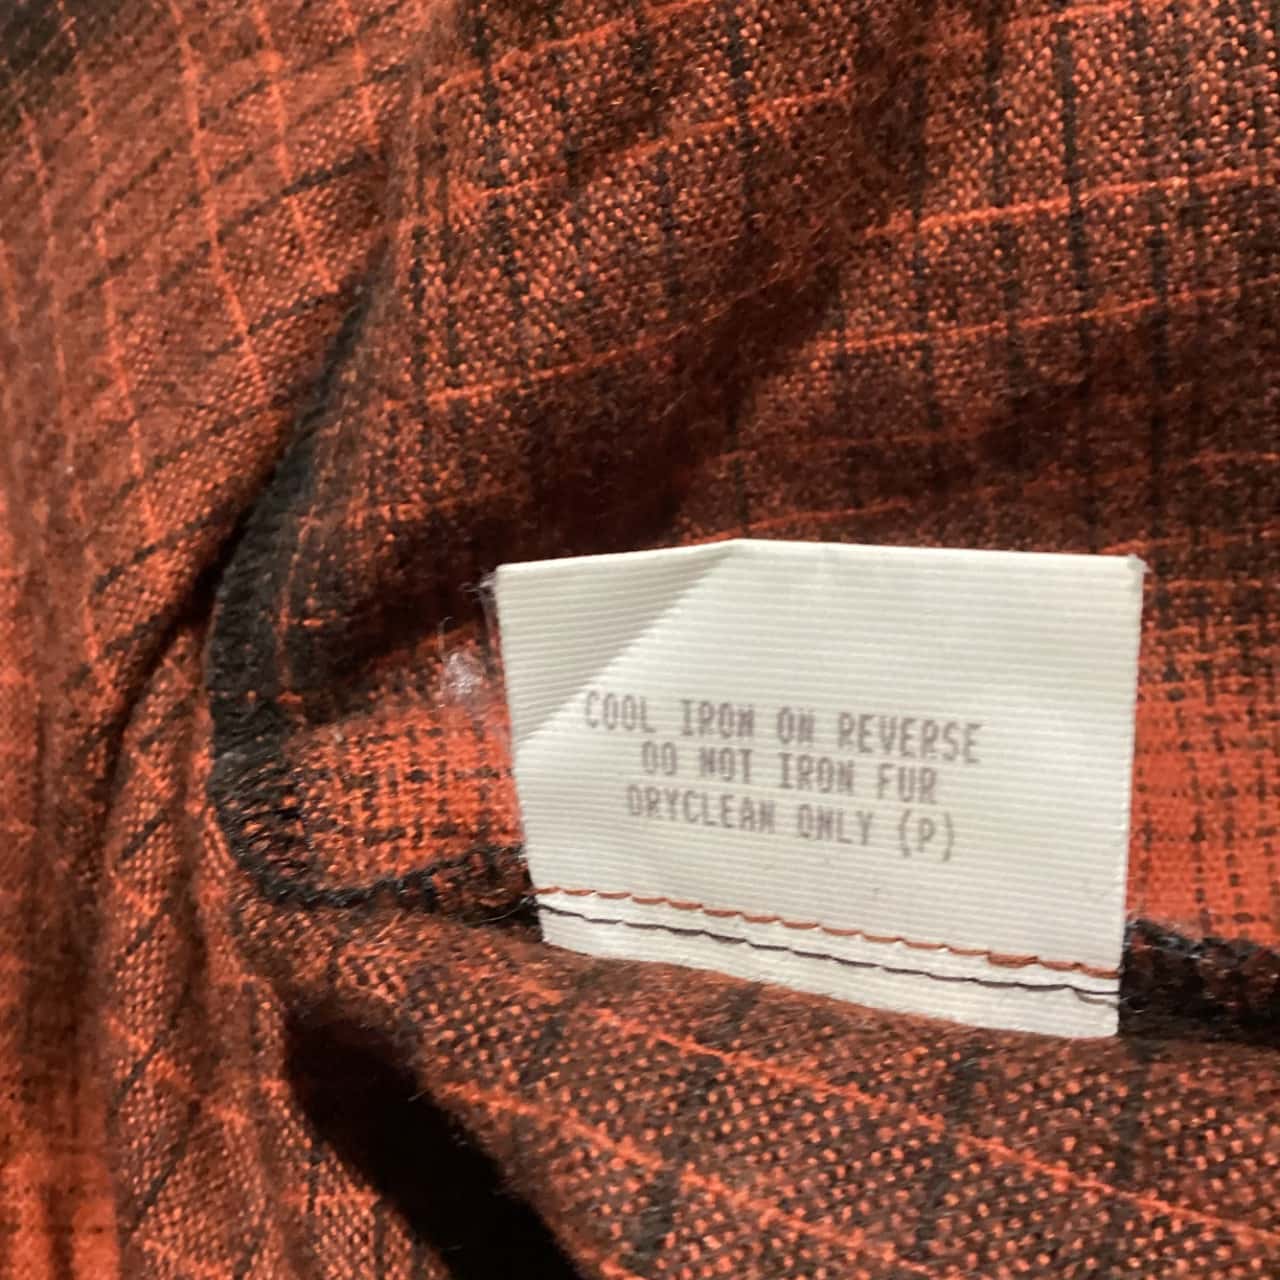 COOL IRON ON REVERSE
DO NOT IRON FUR
DRYCLEAN ONLY (P)